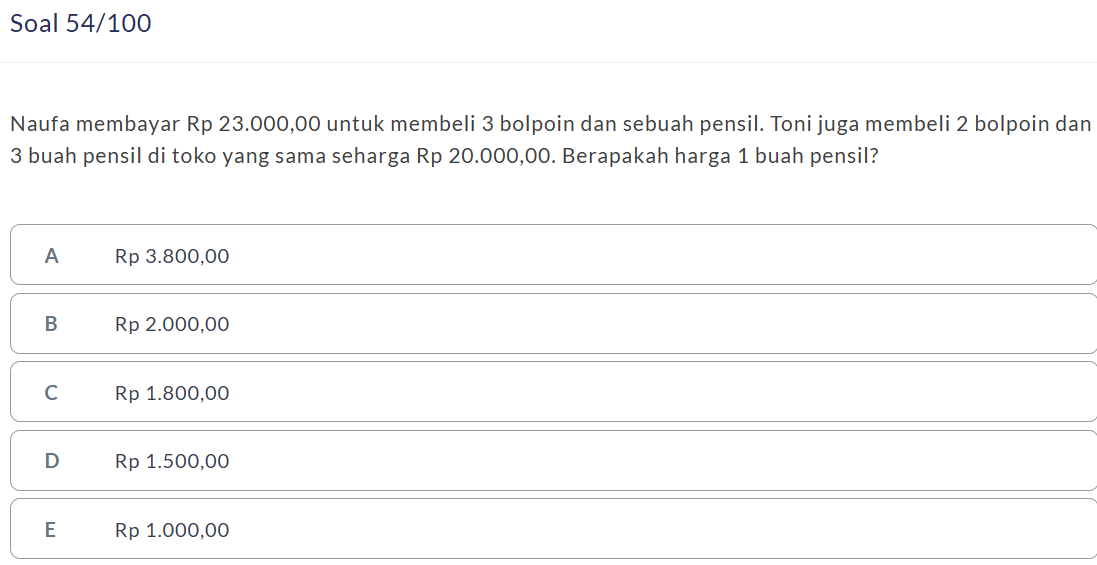 Soal 54/100
Naufa membayar Rp 23.000,00 untuk membeli 3 bolpoin dan sebuah pensil. Toni juga membeli 2 bolpoin dan
3 buah pensil di toko yang sama seharga Rp 20.000,00. Berapakah harga 1 buah pensil?
A Rp 3.800,00
B Rp 2.000,00
C Rp 1.800,00
D Rp 1.500,00
E Rp 1.000,00